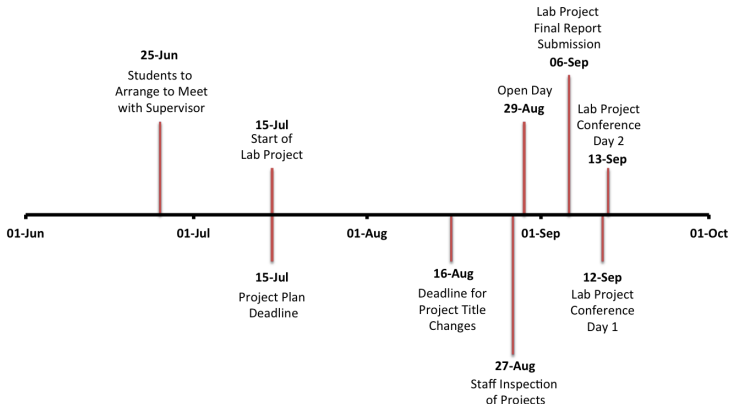 Lab Project
Final Report
Submission
06-Sep
25-Jun
Students to
Arrange to Meet
with Supervisor
Open Day
29-Aug
Lab Project
Conference
Day 2
13-Sep
15-Jul
Start of
Lab Project
01-Jun
01-Jul
01-Aug
01-Sep
01-Oct
15-Jul
Project Plan
Deadline
16-Aug
Deadline for
Project Title
Changes
12-Sep
Lab Project
Conference
Day 1
27-Aug
Staff Inspection
of Projects